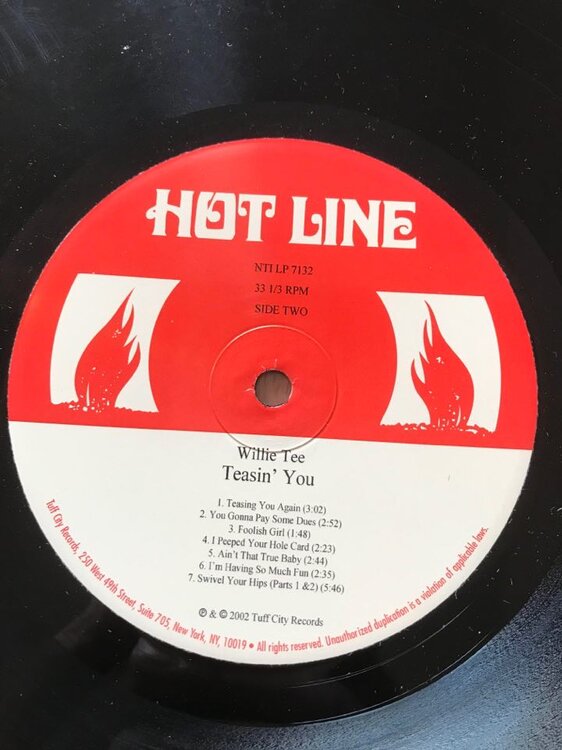 HOT LINE
NTI LP 7132
33 1/3 RPM
SIDE TWO
Willie Tee
Teasin' You
1. Teasing You Again (3:02)
2. You Gonna Pay Some Dues (2:52)
3. Foolish Girl (1:48)
4. I Peeped Your Hole Card (2:23)
5. Ain't That True Baby (2:44)
6. I'm Having So Much Fun (2:35)
7. Swivel Your Hips (Parts 1 &2) (5:46)
℗ & © 2002 Tuff City Records
Tuff City Records, 250 West 49th Street, Suite 705, New York, NY, 10019 • All rights reserved. Unauthorized duplication is a violation of applicable laws.